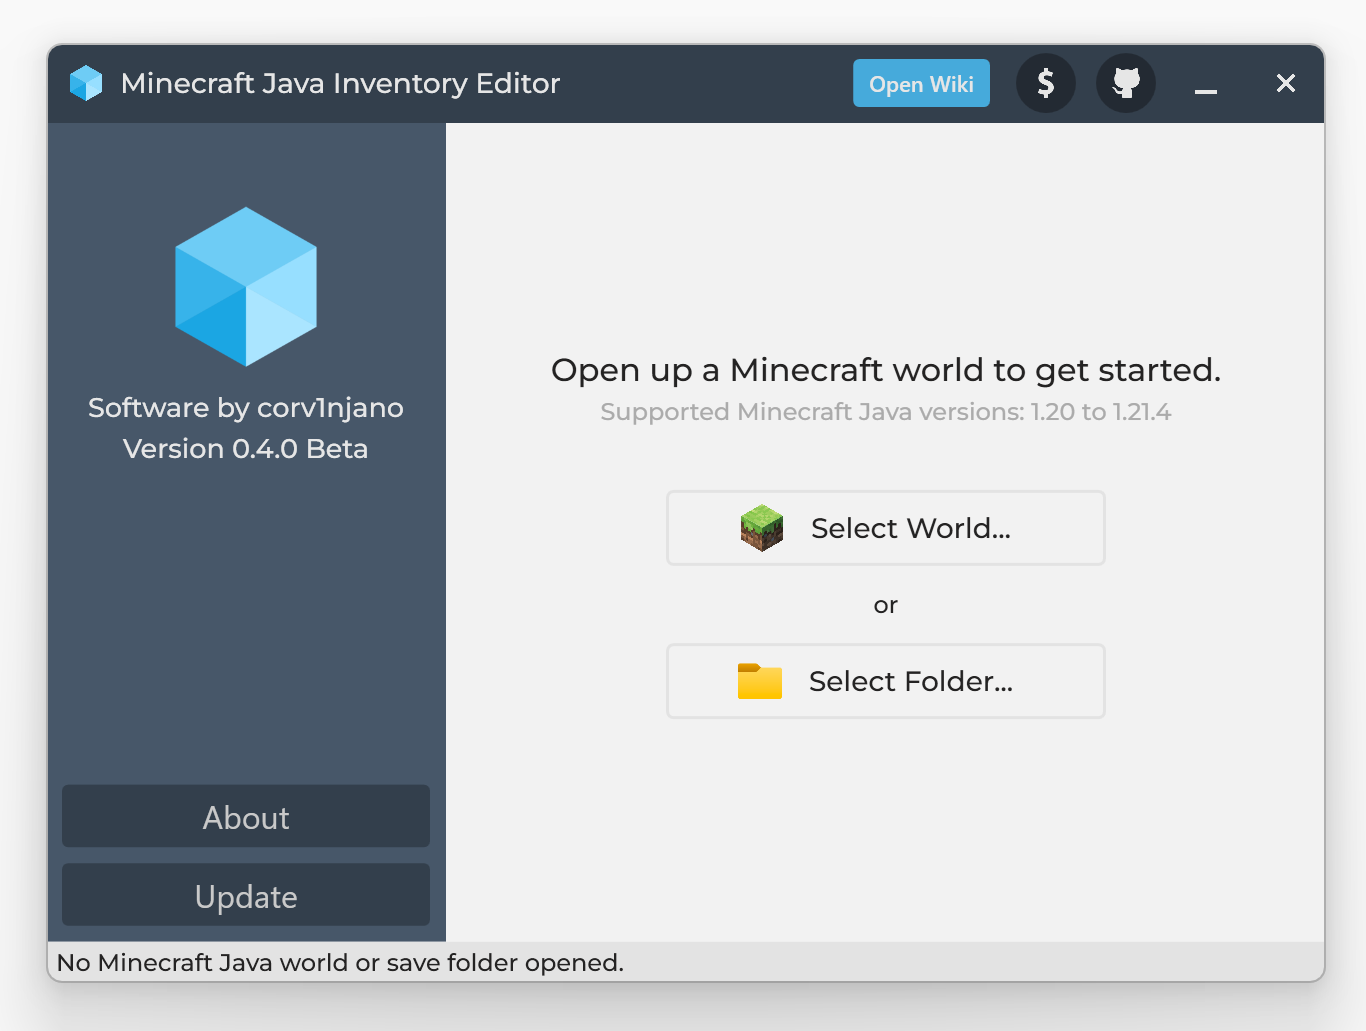 Minecraft Java Inventory Editor
Open Wiki
$
Software by corv1njano
Version 0.4.0 Beta
Open up a Minecraft world to get started.
Supported Minecraft Java versions: 1.20 to 1.21.4
Select World...
or
Select Folder...
About
Update
No Minecraft Java world or save folder opened.